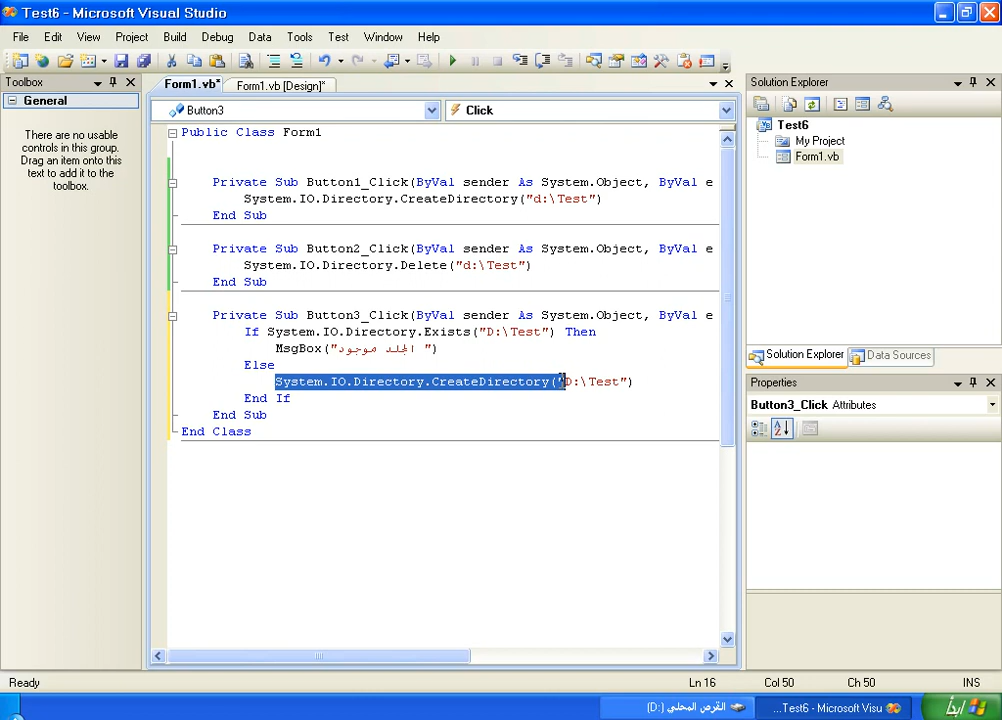 Test6 - Microsoft Visual Studio
File Edit View Project Build Debug Data Tools Test Window Help
Toolbox
General
There are no usable
controls in this group.
Drag an item onto this
text to add it to the
toolbox.
Form1.vb* Form1.vb [Design]*
Button3 Click
Public Class Form1
Private Sub Button1_Click(ByVal sender As System.Object, ByVal e
System.IO.Directory.CreateDirectory("d:\Test")
End Sub
Private Sub Button2_Click(ByVal sender As System.Object, ByVal e
System.IO.Directory.Delete("d:\Test")
End Sub
Private Sub Button3_Click(ByVal sender As System.Object, ByVal e
If System.IO.Directory.Exists("D:\Test") Then
MsgBox("المجلد موجود ")
Else
System.IO.Directory.CreateDirectory("D:\Test")
End If
End Sub
End Class
Solution Explorer
Test6
My Project
Form1.vb
Solution Explorer Data Sources
Properties
Button3_Click Attributes
Ready Ln 16 Col 50 Ch 50 INS
القرص المحلي (D:) ...Test6 - Microsoft Visu ابدأ